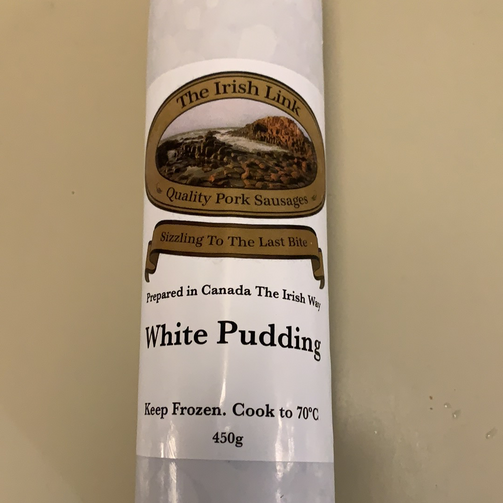 The Irish Link
Quality Pork Sausages
Sizzling To The Last Bite
Prepared in Canada The Irish Way
White Pudding
Keep Frozen. Cook to 70°C
450g